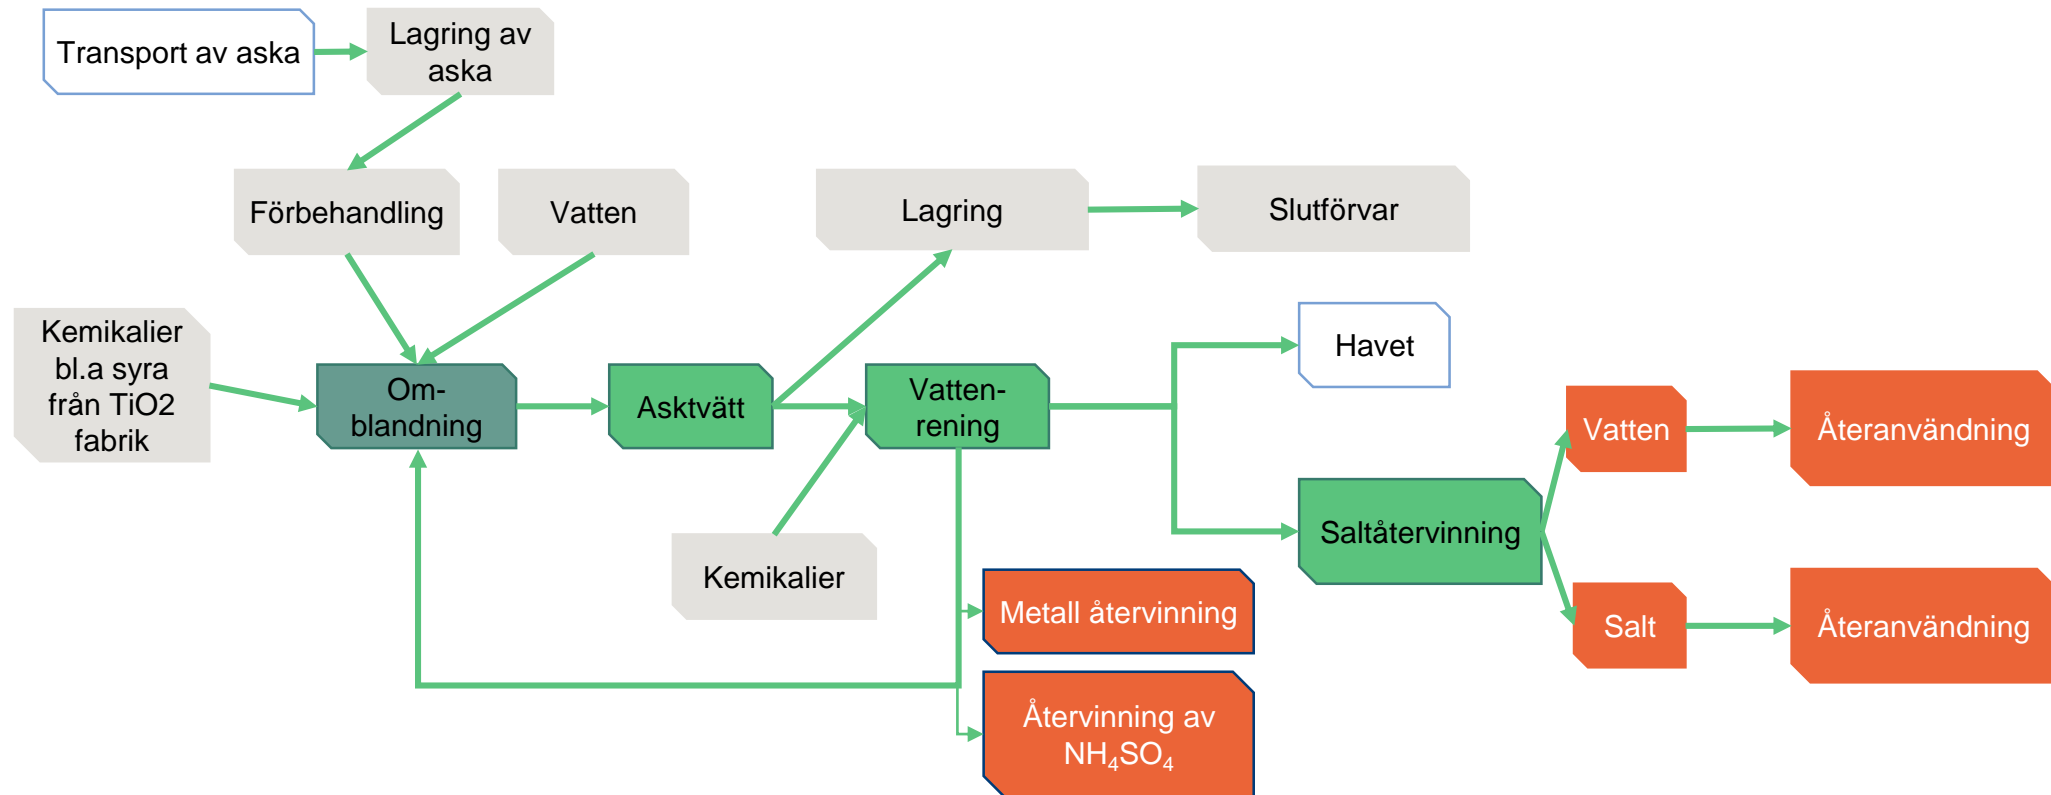 Transport av aska
Lagring av
aska
Förbehandling
Vatten
Lagring
Slutförvar
Kemikalier
bl.a syra
från TiO2
fabrik
Om-
blandning
Asktvätt
Vatten-
rening
Havet
Vatten
Återanvändning
Saltåtervinning
Kemikalier
Metall återvinning
Salt
Återanvändning
Återvinning av
NH₄SO₄